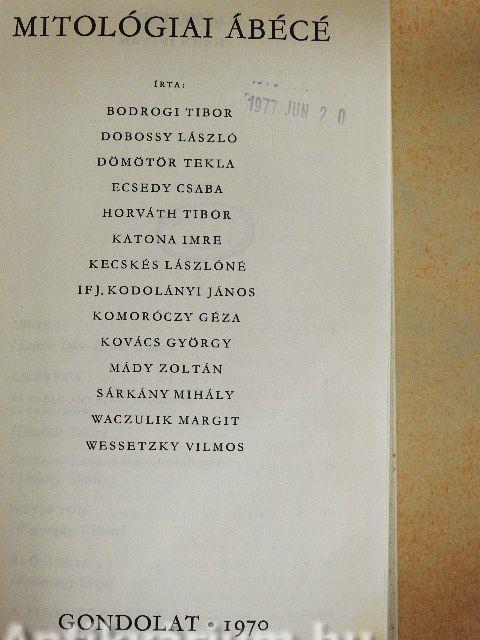 MITOLÓGIAI ÁBÉCÉ
ÍRTA:
1977 JUN 20
BODROGI TIBOR
DOBOSSY LÁSZLÓ
DÖMÖTÖR TEKLA
ECSEDY CSABA
HORVÁTH TIBOR
KATONA IMRE
KECSKÉS LÁSZLÓNÉ
IFJ. KODOLÁNYI JÁNOS
KOMORÓCZY GÉZA
KOVÁCS GYÖRGY
MÁDY ZOLTÁN
SÁRKÁNY MIHÁLY
WACZULIK MARGIT
WESSETZKY VILMOS
GONDOLAT • 1970